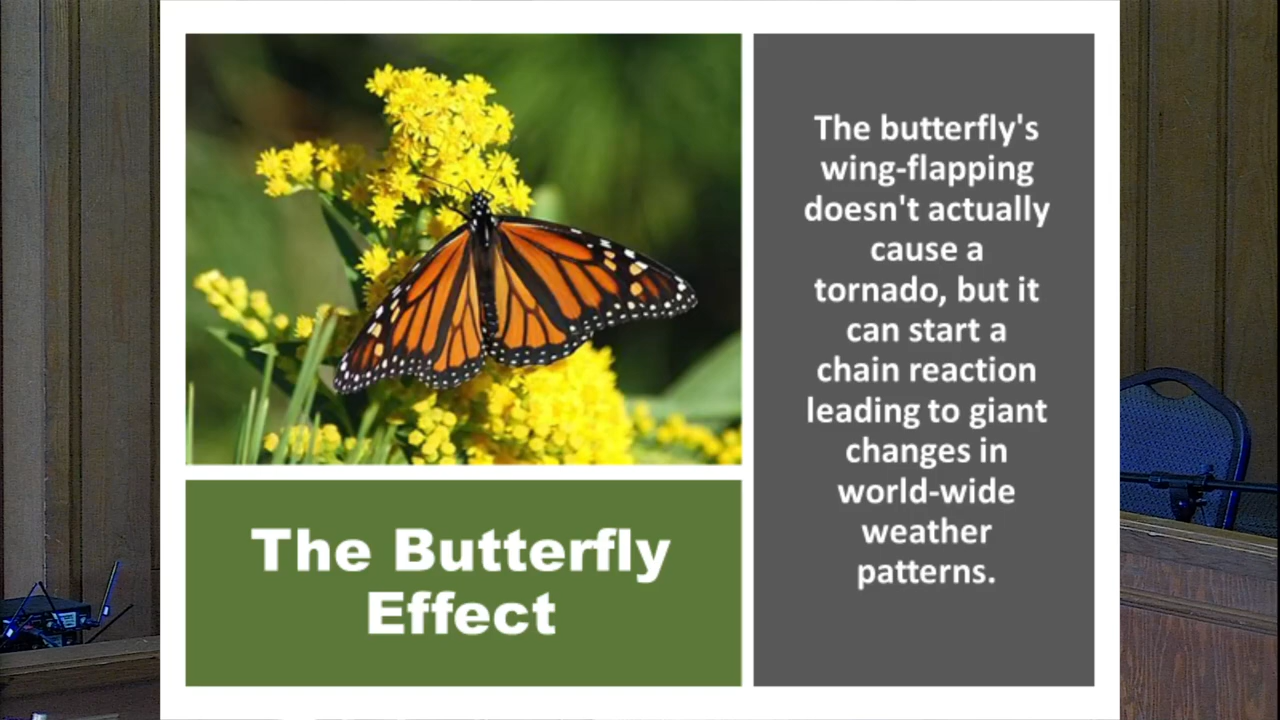 The Butterfly
Effect
The butterfly's
wing-flapping
doesn't actually
cause a
tornado, but it
can start a
chain reaction
leading to giant
changes in
world-wide
weather
patterns.